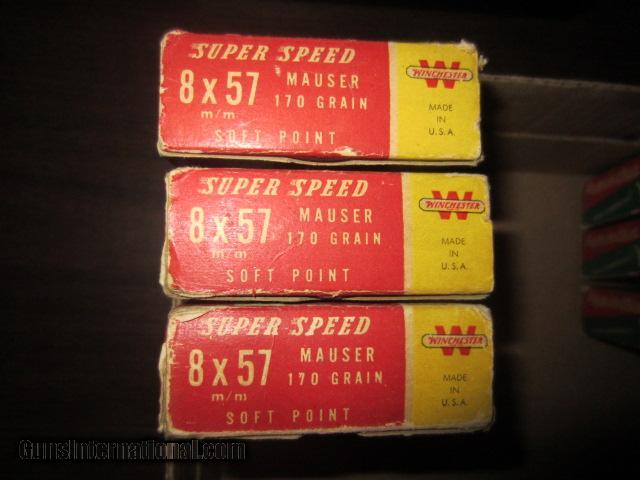 SUPER SPEED
8 x 57 MAUSER
m/m 170 GRAIN
SOFT POINT
W
WINCHESTER
MADE
IN
U.S.A.
SUPER SPEED
8 x 57 MAUSER
m/m 170 GRAIN
SOFT POINT
W
WINCHESTER
MADE
IN
U.S.A.
SUPER SPEED
8 x 57 MAUSER
m/m 170 GRAIN
SOFT POINT
W
WINCHESTER
MADE
IN
U.S.A.
GunsInternational.com